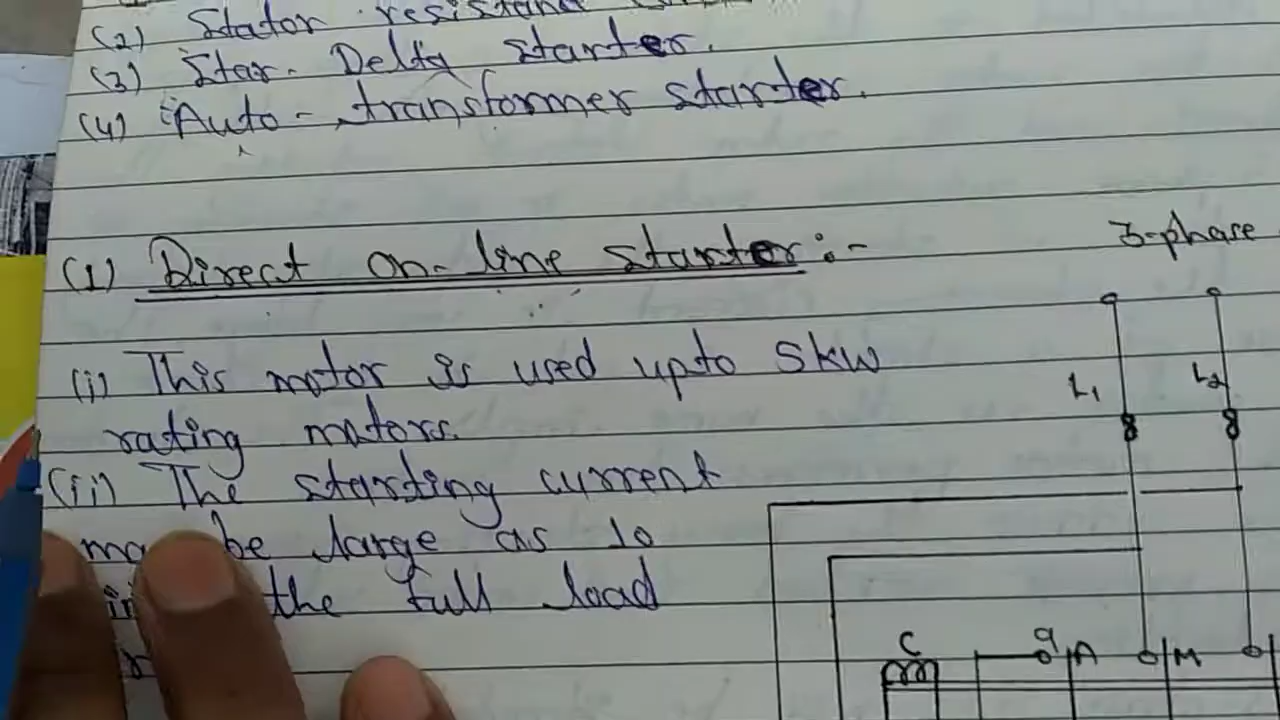 (2) Stator resistance
(3) Star-Delta starter.
(4) Auto-transformer starter.
(1) Direct on-line starter :-
3-phase
(i) This motor is used upto 5kw
L1
L2
rating motors.
(ii) The starting current
be large as 10
the full load
C
a
A
M